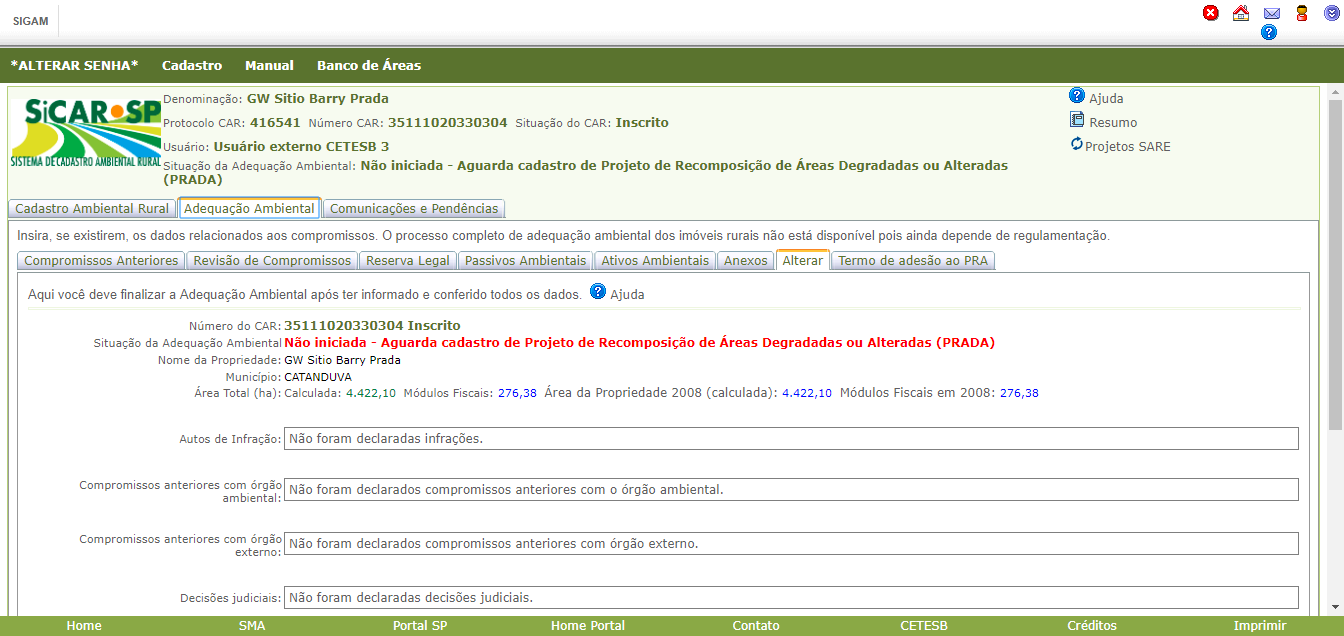 SIGAM
*ALTERAR SENHA* Cadastro Manual Banco de Áreas
SiCAR SP
SISTEMA DE CADASTRO AMBIENTAL RURAL
Denominação: GW Sitio Barry Prada
Protocolo CAR: 416541 Número CAR: 35111020330304 Situação do CAR: Inscrito
Usuário: Usuário externo CETESB 3
Situação da Adequação Ambiental: Não iniciada - Aguarda cadastro de Projeto de Recomposição de Áreas Degradadas ou Alteradas
(PRADA)
Ajuda
Resumo
Projetos SARE
Cadastro Ambiental Rural Adequação Ambiental Comunicações e Pendências
Insira, se existirem, os dados relacionados aos compromissos. O processo completo de adequação ambiental dos imóveis rurais não está disponível pois ainda depende de regulamentação.
Compromissos Anteriores Revisão de Compromissos Reserva Legal Passivos Ambientais Ativos Ambientais Anexos Alterar Termo de adesão ao PRA
Aqui você deve finalizar a Adequação Ambiental após ter informado e conferido todos os dados. Ajuda
Número do CAR: 35111020330304 Inscrito
Situação da Adequação Ambiental Não iniciada - Aguarda cadastro de Projeto de Recomposição de Áreas Degradadas ou Alteradas (PRADA)
Nome da Propriedade: GW Sitio Barry Prada
Município: CATANDUVA
Área Total (ha): Calculada: 4.422,10 Módulos Fiscais: 276,38 Área da Propriedade 2008 (calculada): 4.422,10 Módulos Fiscais em 2008: 276,38
Autos de Infração: Não foram declaradas infrações.
Compromissos anteriores com órgão
ambiental: Não foram declarados compromissos anteriores com o órgão ambiental.
Compromissos anteriores com órgão
externo: Não foram declarados compromissos anteriores com órgão externo.
Decisões judiciais: Não foram declaradas decisões judiciais.
Home SMA Portal SP Home Portal Contato CETESB Créditos Imprimir